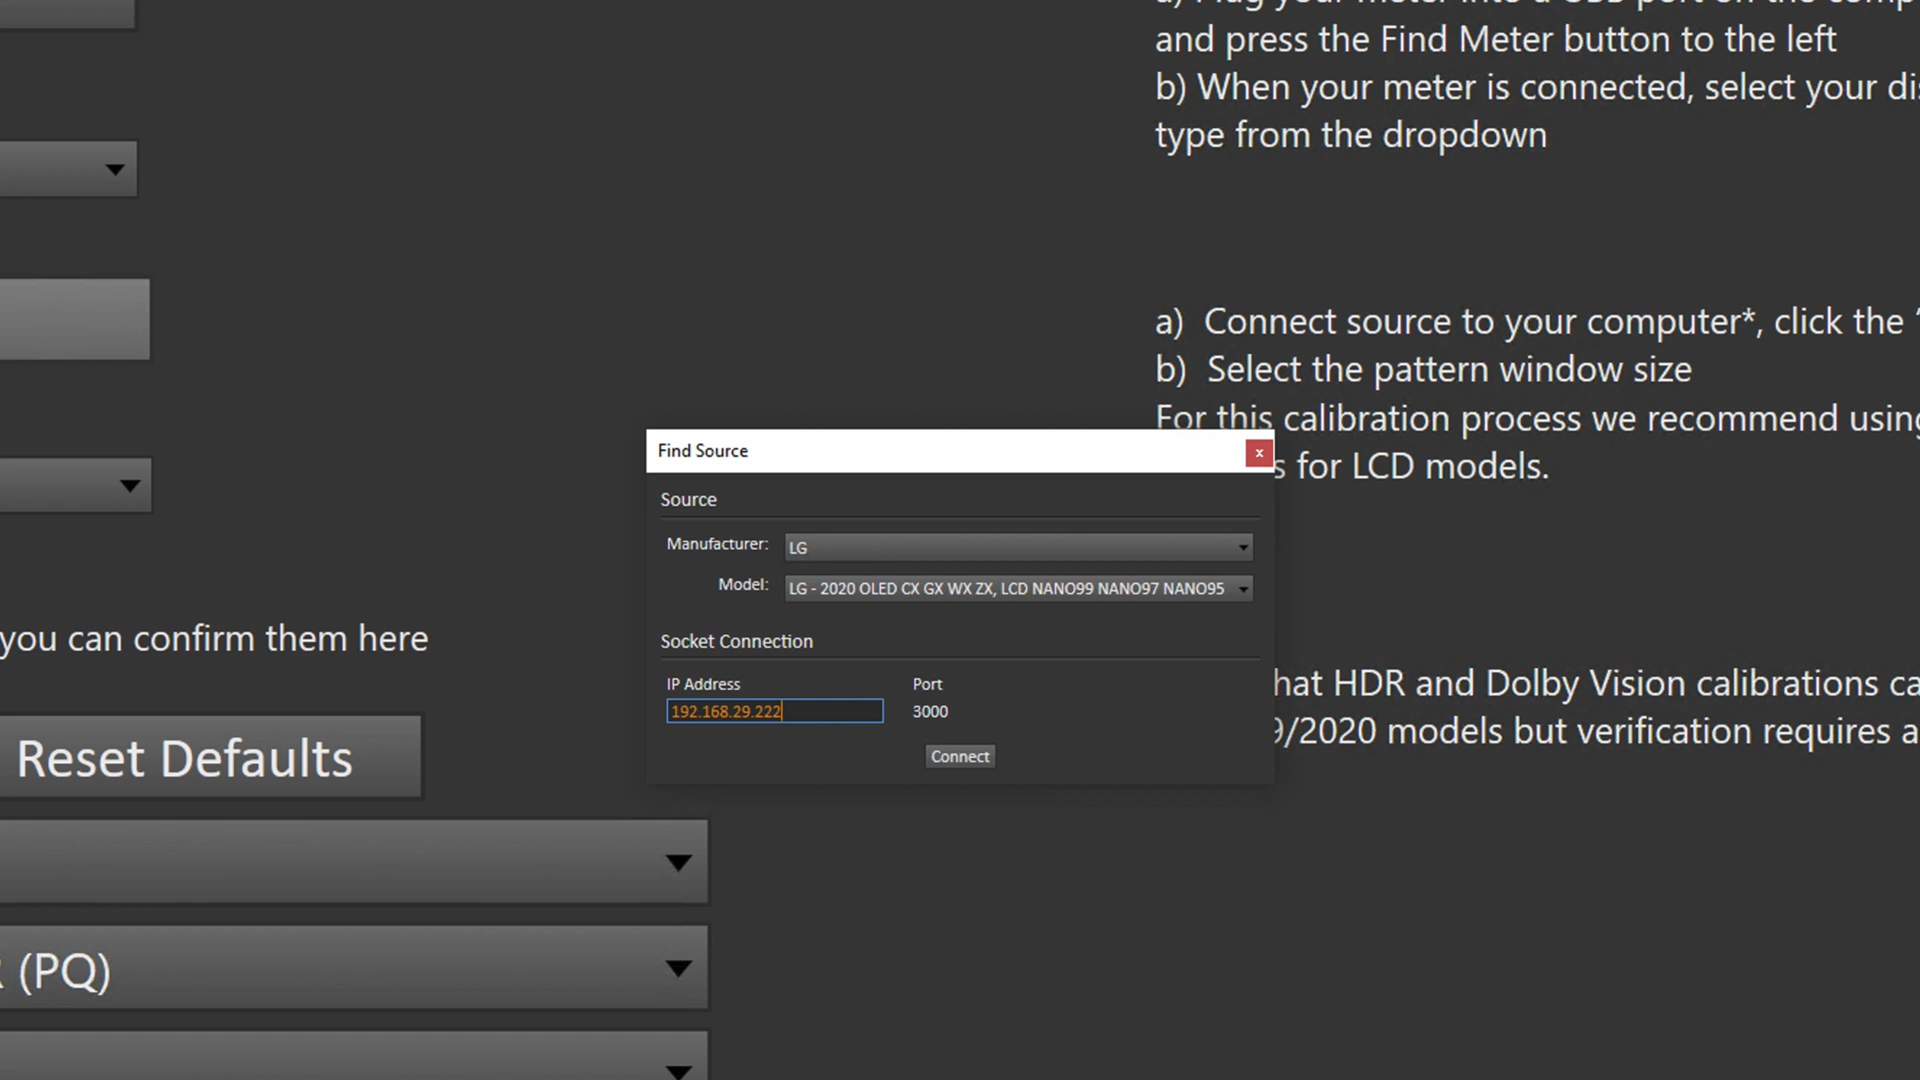 and press the Find Meter button to the left
b) When your meter is connected, select your
type from the dropdown
a) Connect source to your computer*, click the
b) Select the pattern window size
For this calibration process we recommend using
for LCD models.
Find Source
x
Source
Manufacturer: LG
Model: LG - 2020 OLED CX GX WX ZX, LCD NANO99 NANO97 NANO95
Socket Connection
IP Address Port
192.168.29.222 3000
Connect
you can confirm them here
hat HDR and Dolby Vision calibrations ca
9/2020 models but verification requires a
Reset Defaults
(PQ)